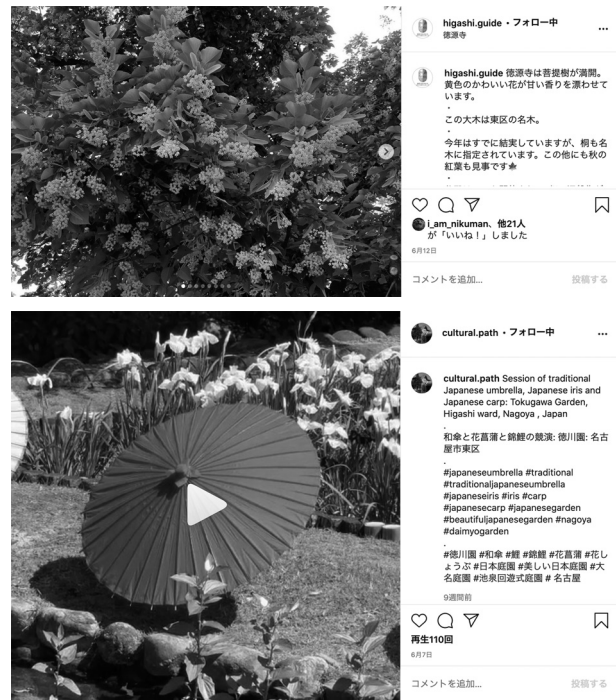 higashi.guide • フォロー中
徳源寺
higashi.guide 徳源寺は菩提樹が満開。
黄色のかわいい花が甘い香りを漂わせて
います。
・
この大木は東区の名木。
・
今年はすでに結実していますが、桐も名
木に指定されています。この他にも秋の
紅葉も見事です🍁
・
i_am_nikuman、他21人
が「いいね！」しました
6月12日
コメントを追加...
投稿する
cultural.path • フォロー中
cultural.path Session of traditional
Japanese umbrella, Japanese iris and
Japanese carp: Tokugawa Garden,
Higashi ward, Nagoya , Japan
.
和傘と花菖蒲と錦鯉の競演: 徳川園: 名古
屋市東区
.
#japaneseumbrella #traditional
#traditionaljapaneseumbrella
#japaneseiris #iris #carp
#japanesecarp #japanesegarden
#beautifuljapanesegarden #nagoya
#daimyogarden
.
#徳川園 #和傘 #鯉 #錦鯉 #花菖蒲 #花し
ょうぶ #日本庭園 #美しい日本庭園 #大
名庭園 #池泉回遊式庭園 # 名古屋
9週間前
再生110回
6月7日
コメントを追加...
投稿する